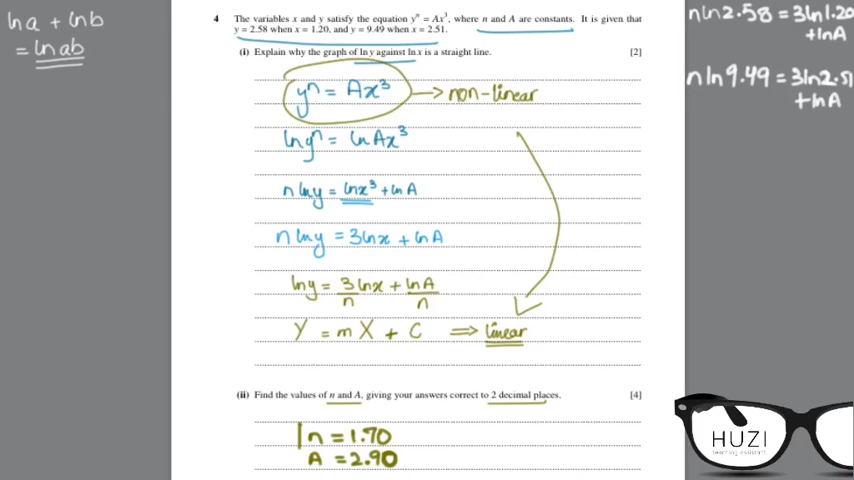 ln a + ln b
= ln ab
4 The variables x and y satisfy the equation yⁿ = Ax³, where n and A are constants. It is given that
y = 2.58 when x = 1.20, and y = 9.49 when x = 2.51.
(i) Explain why the graph of ln y against ln x is a straight line. [2]
yⁿ = Ax³ → non-linear
ln yⁿ = ln Ax³
n ln y = ln x³ + ln A
n ln y = 3 ln x + ln A
ln y = 3/n ln x + ln A/n
Y = m X + C ⇒ linear
(ii) Find the values of n and A, giving your answers correct to 2 decimal places. [4]
n = 1.70
A = 2.90
n ln 2.58 = 3 ln 1.20
+ ln A
n ln 9.49 = 3 ln 2.51
+ ln A
HUZI
teaching assistant